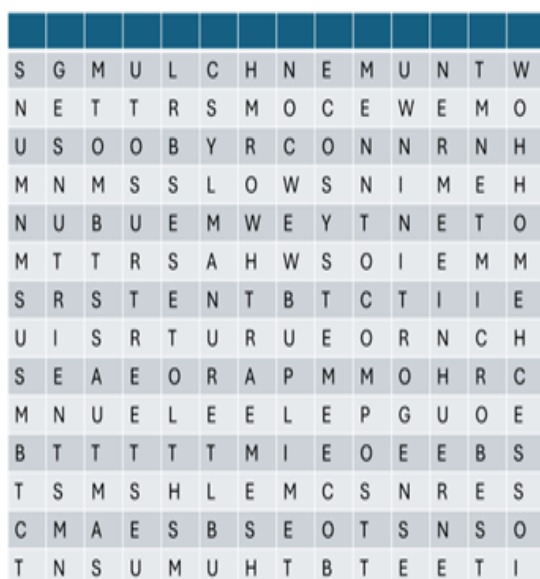 S G M U L C H N E M U N T W
N E T T R S M O C E W E M O
U S O O B Y R C O N N R N H
M N M S S L O W S N I M E H
N U B U E M W E Y T N E T O
M T T R S A H W S O I E M M
S R S T E N T B T C T I I E
U I S R T U R U E O R N C H
S E A E O R A P M M O H R C
M N U E L E E L E P G U O E
B T T T T T M I E O E E B S
T S M S H L E M C S N R E S
C M A E S B S E O T S N S O
T N S U M U H T B T E E T I